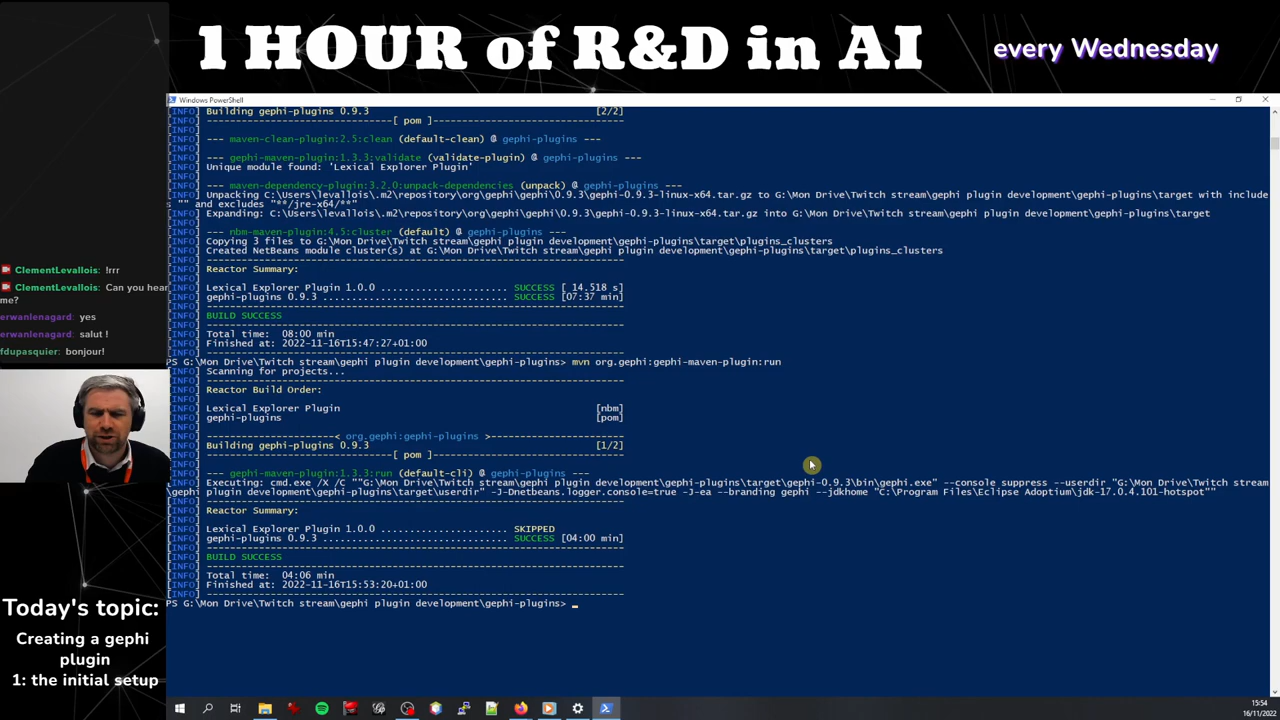 1 HOUR of R&D in AI
every Wednesday
Windows PowerShell
[INFO] Building gephi-plugins 0.9.3 [2/2]
[INFO] --------------------------------[ pom ]---------------------------------
[INFO]
[INFO] --- maven-clean-plugin:2.5:clean (default-clean) @ gephi-plugins ---
[INFO]
[INFO] --- gephi-maven-plugin:1.3.3:validate (validate-plugin) @ gephi-plugins ---
[INFO] Unique module found: 'Lexical Explorer Plugin'
[INFO]
[INFO] --- maven-dependency-plugin:3.2.0:unpack-dependencies (unpack) @ gephi-plugins ---
[INFO] Unpacking C:\Users\levallois\.m2\repository\org\gephi\gephi\0.9.3\gephi-0.9.3-linux-x64.tar.gz to G:\Mon Drive\Twitch stream\gephi plugin development\gephi-plugins\target with include
s "" and excludes "**/jre-x64/**"
[INFO] Expanding: C:\Users\levallois\.m2\repository\org\gephi\gephi\0.9.3\gephi-0.9.3-linux-x64.tar.gz into G:\Mon Drive\Twitch stream\gephi plugin development\gephi-plugins\target
[INFO]
[INFO] --- nbm-maven-plugin:4.5:cluster (default) @ gephi-plugins ---
[INFO] Copying 3 files to G:\Mon Drive\Twitch stream\gephi plugin development\gephi-plugins\target\plugins_clusters
[INFO] Created NetBeans module cluster(s) at G:\Mon Drive\Twitch stream\gephi plugin development\gephi-plugins\target\plugins_clusters
[INFO] ------------------------------------------------------------------------
[INFO] Reactor Summary:
[INFO]
[INFO] Lexical Explorer Plugin 1.0.0 ...................... SUCCESS [ 14.518 s]
[INFO] gephi-plugins 0.9.3 ................................ SUCCESS [07:37 min]
[INFO] ------------------------------------------------------------------------
[INFO] BUILD SUCCESS
[INFO] ------------------------------------------------------------------------
[INFO] Total time: 08:00 min
[INFO] Finished at: 2022-11-16T15:47:27+01:00
[INFO] ------------------------------------------------------------------------
PS G:\Mon Drive\Twitch stream\gephi plugin development\gephi-plugins> mvn org.gephi:gephi-maven-plugin:run
[INFO] Scanning for projects...
[INFO] ------------------------------------------------------------------------
[INFO] Reactor Build Order:
[INFO]
[INFO] Lexical Explorer Plugin [nbm]
[INFO] gephi-plugins [pom]
[INFO]
[INFO] ----------------------< org.gephi:gephi-plugins >-----------------------
[INFO] Building gephi-plugins 0.9.3 [1/2]
[INFO] --------------------------------[ pom ]---------------------------------
[INFO]
[INFO] --- gephi-maven-plugin:1.3.3:run (default-cli) @ gephi-plugins ---
[INFO] Executing: cmd.exe /X /C ""G:\Mon Drive\Twitch stream\gephi plugin development\gephi-plugins\target\gephi-0.9.3\bin\gephi.exe" --console suppress --userdir "G:\Mon Drive\Twitch stream
\gephi plugin development\gephi-plugins\target\userdir" -J-Dnetbeans.logger.console=true -J-ea --branding gephi --jdkhome "C:\Program Files\Eclipse Adoptium\jdk-17.0.4.101-hotspot""
[INFO] ------------------------------------------------------------------------
[INFO] Reactor Summary:
[INFO]
[INFO] Lexical Explorer Plugin 1.0.0 ...................... SKIPPED
[INFO] gephi-plugins 0.9.3 ................................ SUCCESS [04:00 min]
[INFO] ------------------------------------------------------------------------
[INFO] BUILD SUCCESS
[INFO] ------------------------------------------------------------------------
[INFO] Total time: 04:06 min
[INFO] Finished at: 2022-11-16T15:53:20+01:00
[INFO] ------------------------------------------------------------------------
PS G:\Mon Drive\Twitch stream\gephi plugin development\gephi-plugins> _
ClementLevallois: !rrr
ClementLevallois: Can you hear
me?
erwanlenagard: yes
erwanlenagard: salut !
fdupasquier: bonjour!
Today's topic:
Creating a gephi
plugin
1: the initial setup
15:54
16/11/2022